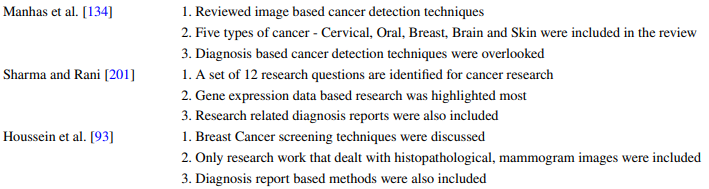 Manhas et al. [134] 1. Reviewed image based cancer detection techniques
2. Five types of cancer - Cervical, Oral, Breast, Brain and Skin were included in the review
3. Diagnosis based cancer detection techniques were overlooked
Sharma and Rani [201] 1. A set of 12 research questions are identified for cancer research
2. Gene expression data based research was highlighted most
3. Research related diagnosis reports were also included
Houssein et al. [93] 1. Breast Cancer screening techniques were discussed
2. Only research work that dealt with histopathological, mammogram images were included
3. Diagnosis report based methods were also included